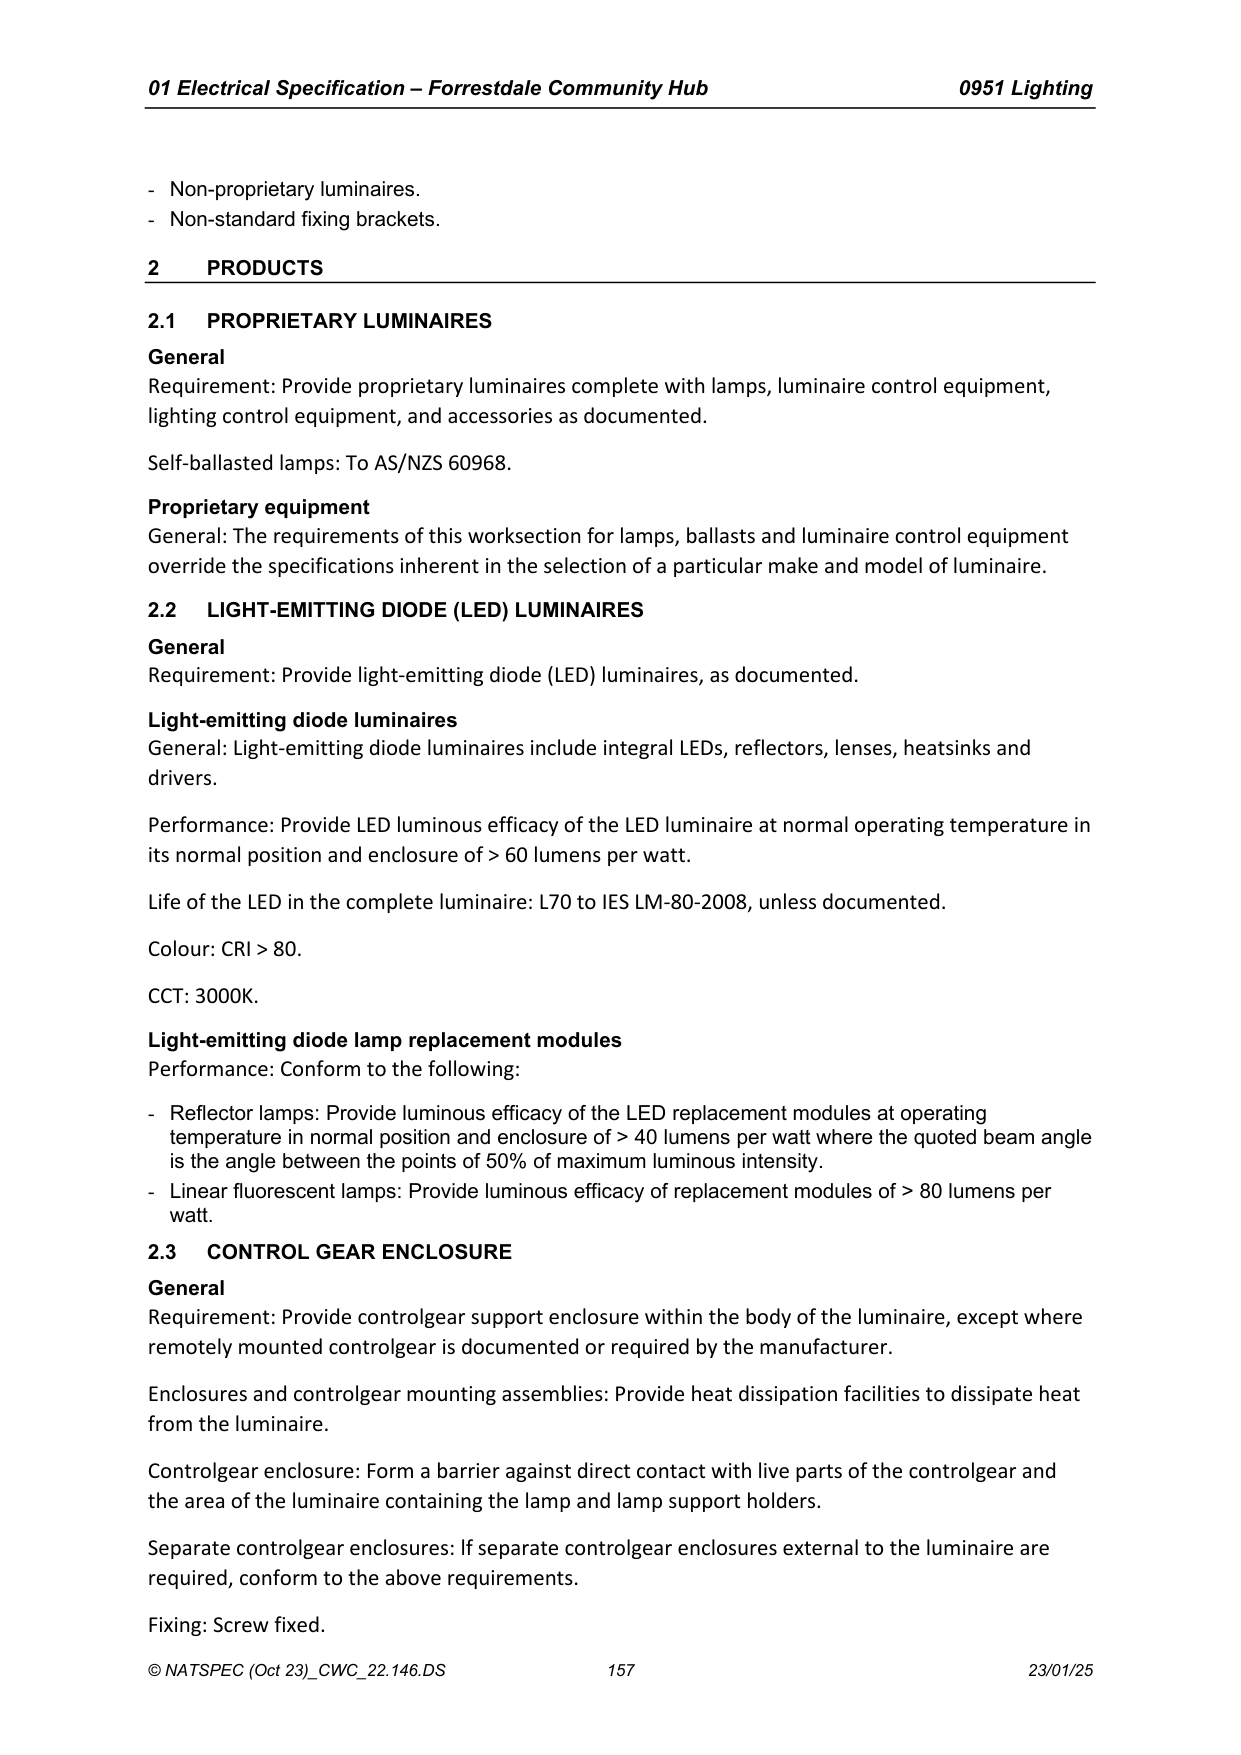 01 Electrical Specification – Forrestdale Community Hub 0951 Lighting
- Non-proprietary luminaires.
- Non-standard fixing brackets.
2 PRODUCTS
2.1 PROPRIETARY LUMINAIRES
General
Requirement: Provide proprietary luminaires complete with lamps, luminaire control equipment,
lighting control equipment, and accessories as documented.
Self-ballasted lamps: To AS/NZS 60968.
Proprietary equipment
General: The requirements of this worksection for lamps, ballasts and luminaire control equipment
override the specifications inherent in the selection of a particular make and model of luminaire.
2.2 LIGHT-EMITTING DIODE (LED) LUMINAIRES
General
Requirement: Provide light-emitting diode (LED) luminaires, as documented.
Light-emitting diode luminaires
General: Light-emitting diode luminaires include integral LEDs, reflectors, lenses, heatsinks and
drivers.
Performance: Provide LED luminous efficacy of the LED luminaire at normal operating temperature in
its normal position and enclosure of > 60 lumens per watt.
Life of the LED in the complete luminaire: L70 to IES LM-80-2008, unless documented.
Colour: CRI > 80.
CCT: 3000K.
Light-emitting diode lamp replacement modules
Performance: Conform to the following:
- Reflector lamps: Provide luminous efficacy of the LED replacement modules at operating
temperature in normal position and enclosure of > 40 lumens per watt where the quoted beam angle
is the angle between the points of 50% of maximum luminous intensity.
- Linear fluorescent lamps: Provide luminous efficacy of replacement modules of > 80 lumens per
watt.
2.3 CONTROL GEAR ENCLOSURE
General
Requirement: Provide controlgear support enclosure within the body of the luminaire, except where
remotely mounted controlgear is documented or required by the manufacturer.
Enclosures and controlgear mounting assemblies: Provide heat dissipation facilities to dissipate heat
from the luminaire.
Controlgear enclosure: Form a barrier against direct contact with live parts of the controlgear and
the area of the luminaire containing the lamp and lamp support holders.
Separate controlgear enclosures: If separate controlgear enclosures external to the luminaire are
required, conform to the above requirements.
Fixing: Screw fixed.
© NATSPEC (Oct 23)_CWC_22.146.DS 157 23/01/25